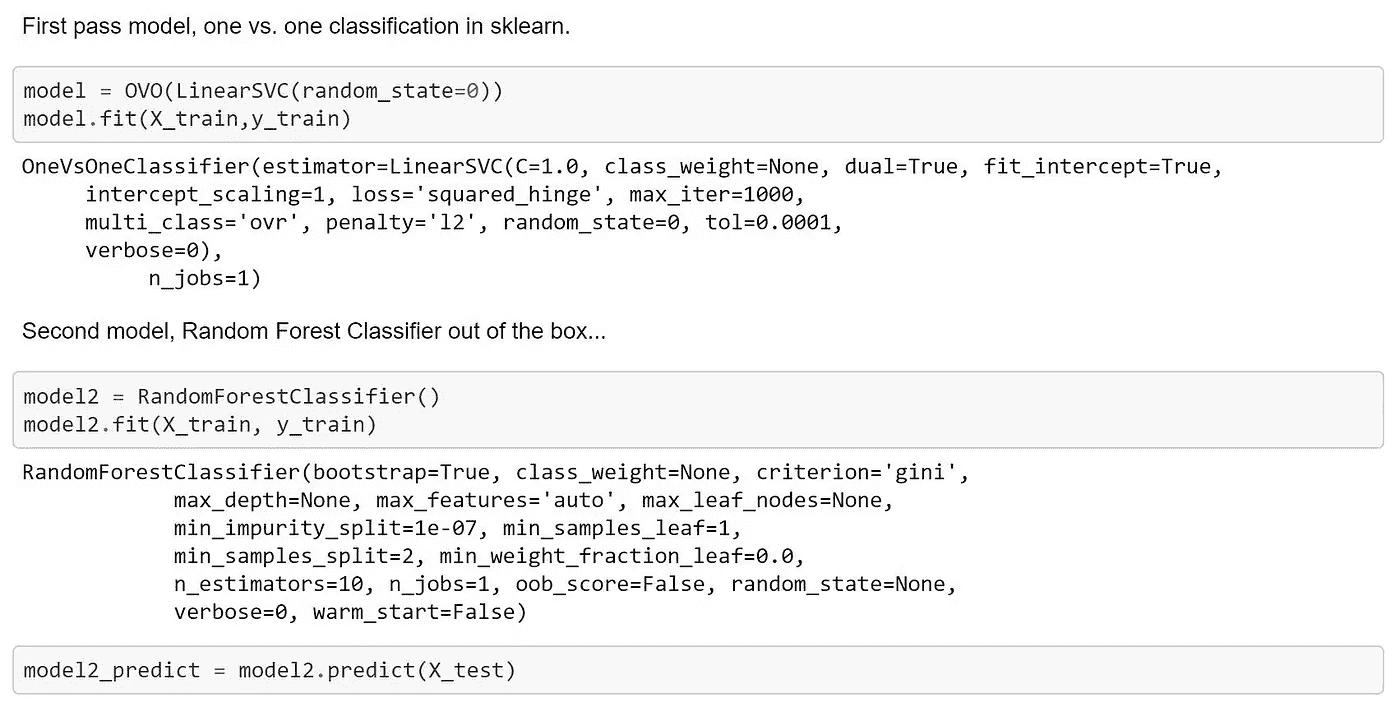 First pass model, one vs. one classification in sklearn.
model = OVO(LinearSVC(random_state=0))
model.fit(X_train,y_train)
OneVsOneClassifier(estimator=LinearSVC(C=1.0, class_weight=None, dual=True, fit_intercept=True,
     intercept_scaling=1, loss='squared_hinge', max_iter=1000,
     multi_class='ovr', penalty='l2', random_state=0, tol=0.0001,
     verbose=0),
          n_jobs=1)
Second model, Random Forest Classifier out of the box...
model2 = RandomForestClassifier()
model2.fit(X_train, y_train)
RandomForestClassifier(bootstrap=True, class_weight=None, criterion='gini',
            max_depth=None, max_features='auto', max_leaf_nodes=None,
            min_impurity_split=1e-07, min_samples_leaf=1,
            min_samples_split=2, min_weight_fraction_leaf=0.0,
            n_estimators=10, n_jobs=1, oob_score=False, random_state=None,
            verbose=0, warm_start=False)
model2_predict = model2.predict(X_test)